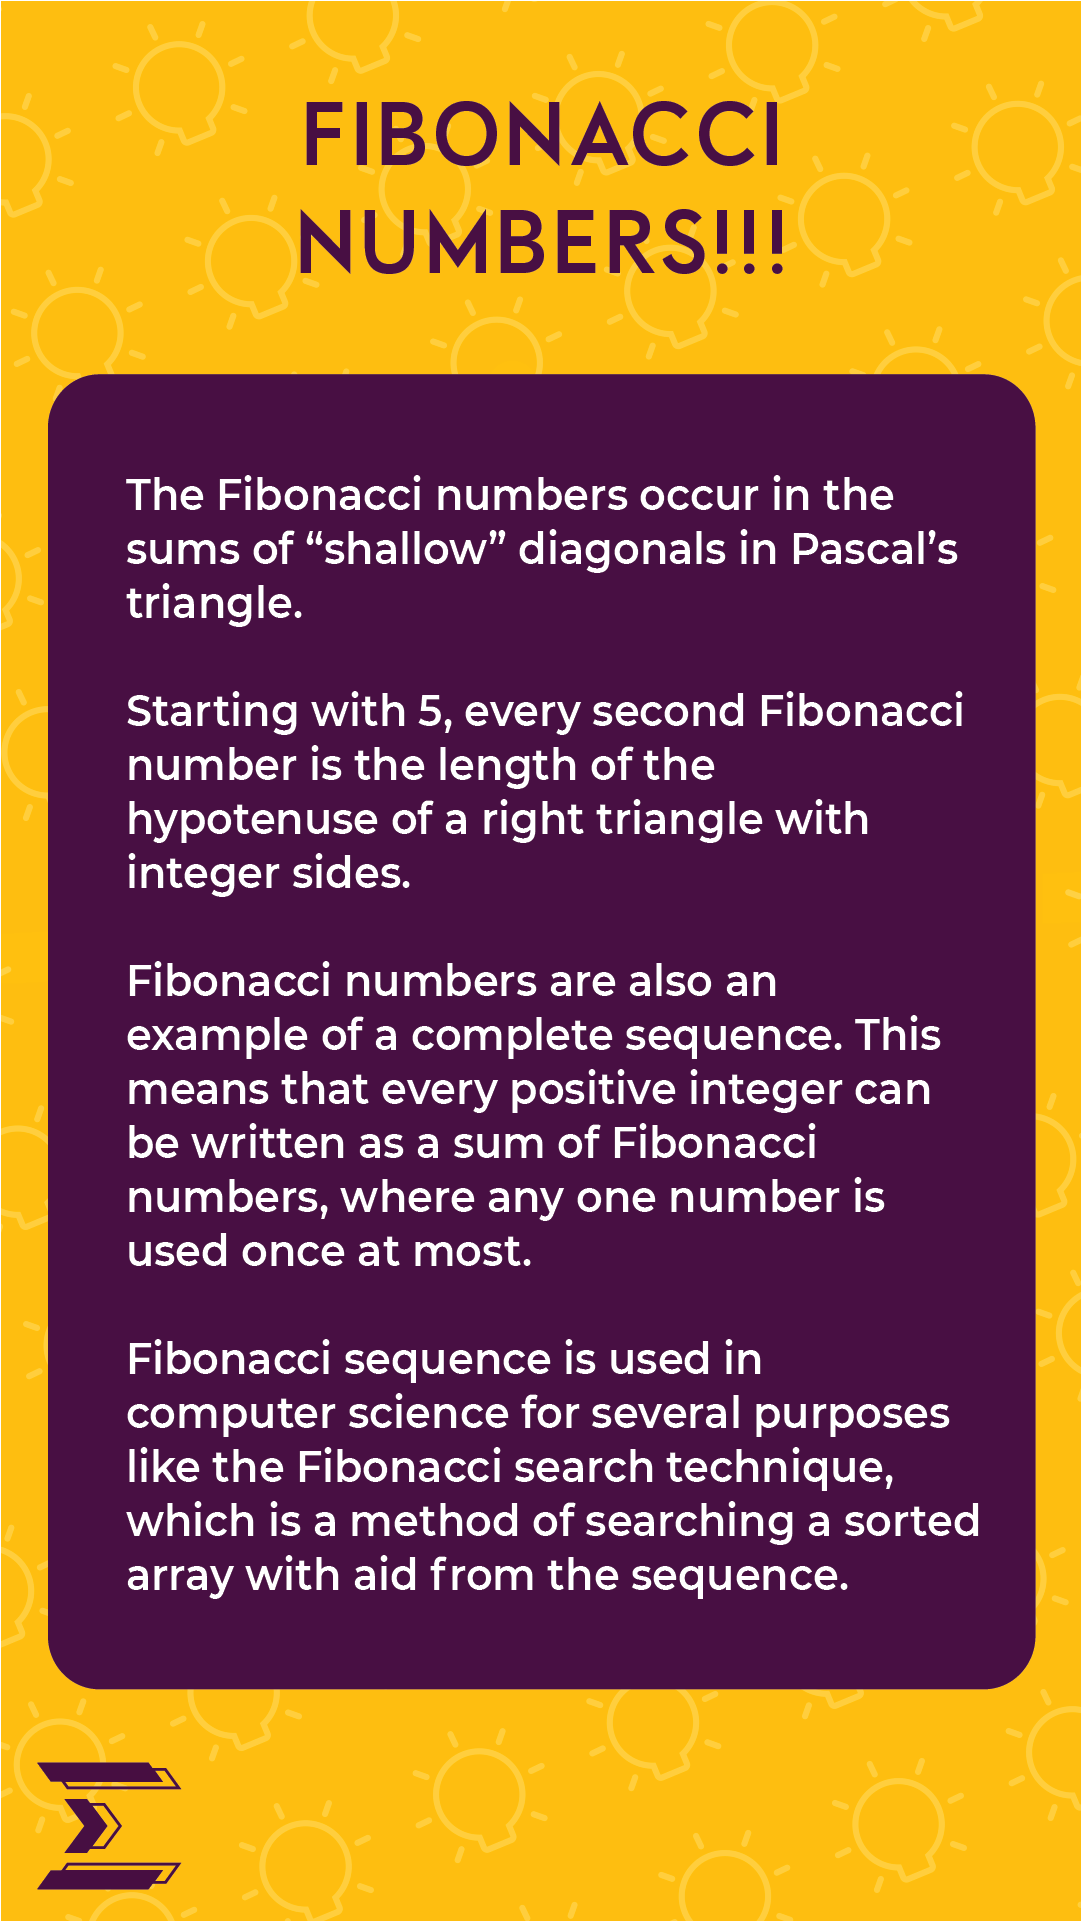 FIBONACCI
NUMBERS!!!
The Fibonacci numbers occur in the
sums of “shallow” diagonals in Pascal’s
triangle.
Starting with 5, every second Fibonacci
number is the length of the
hypotenuse of a right triangle with
integer sides.
Fibonacci numbers are also an
example of a complete sequence. This
means that every positive integer can
be written as a sum of Fibonacci
numbers, where any one number is
used once at most.
Fibonacci sequence is used in
computer science for several purposes
like the Fibonacci search technique,
which is a method of searching a sorted
array with aid from the sequence.